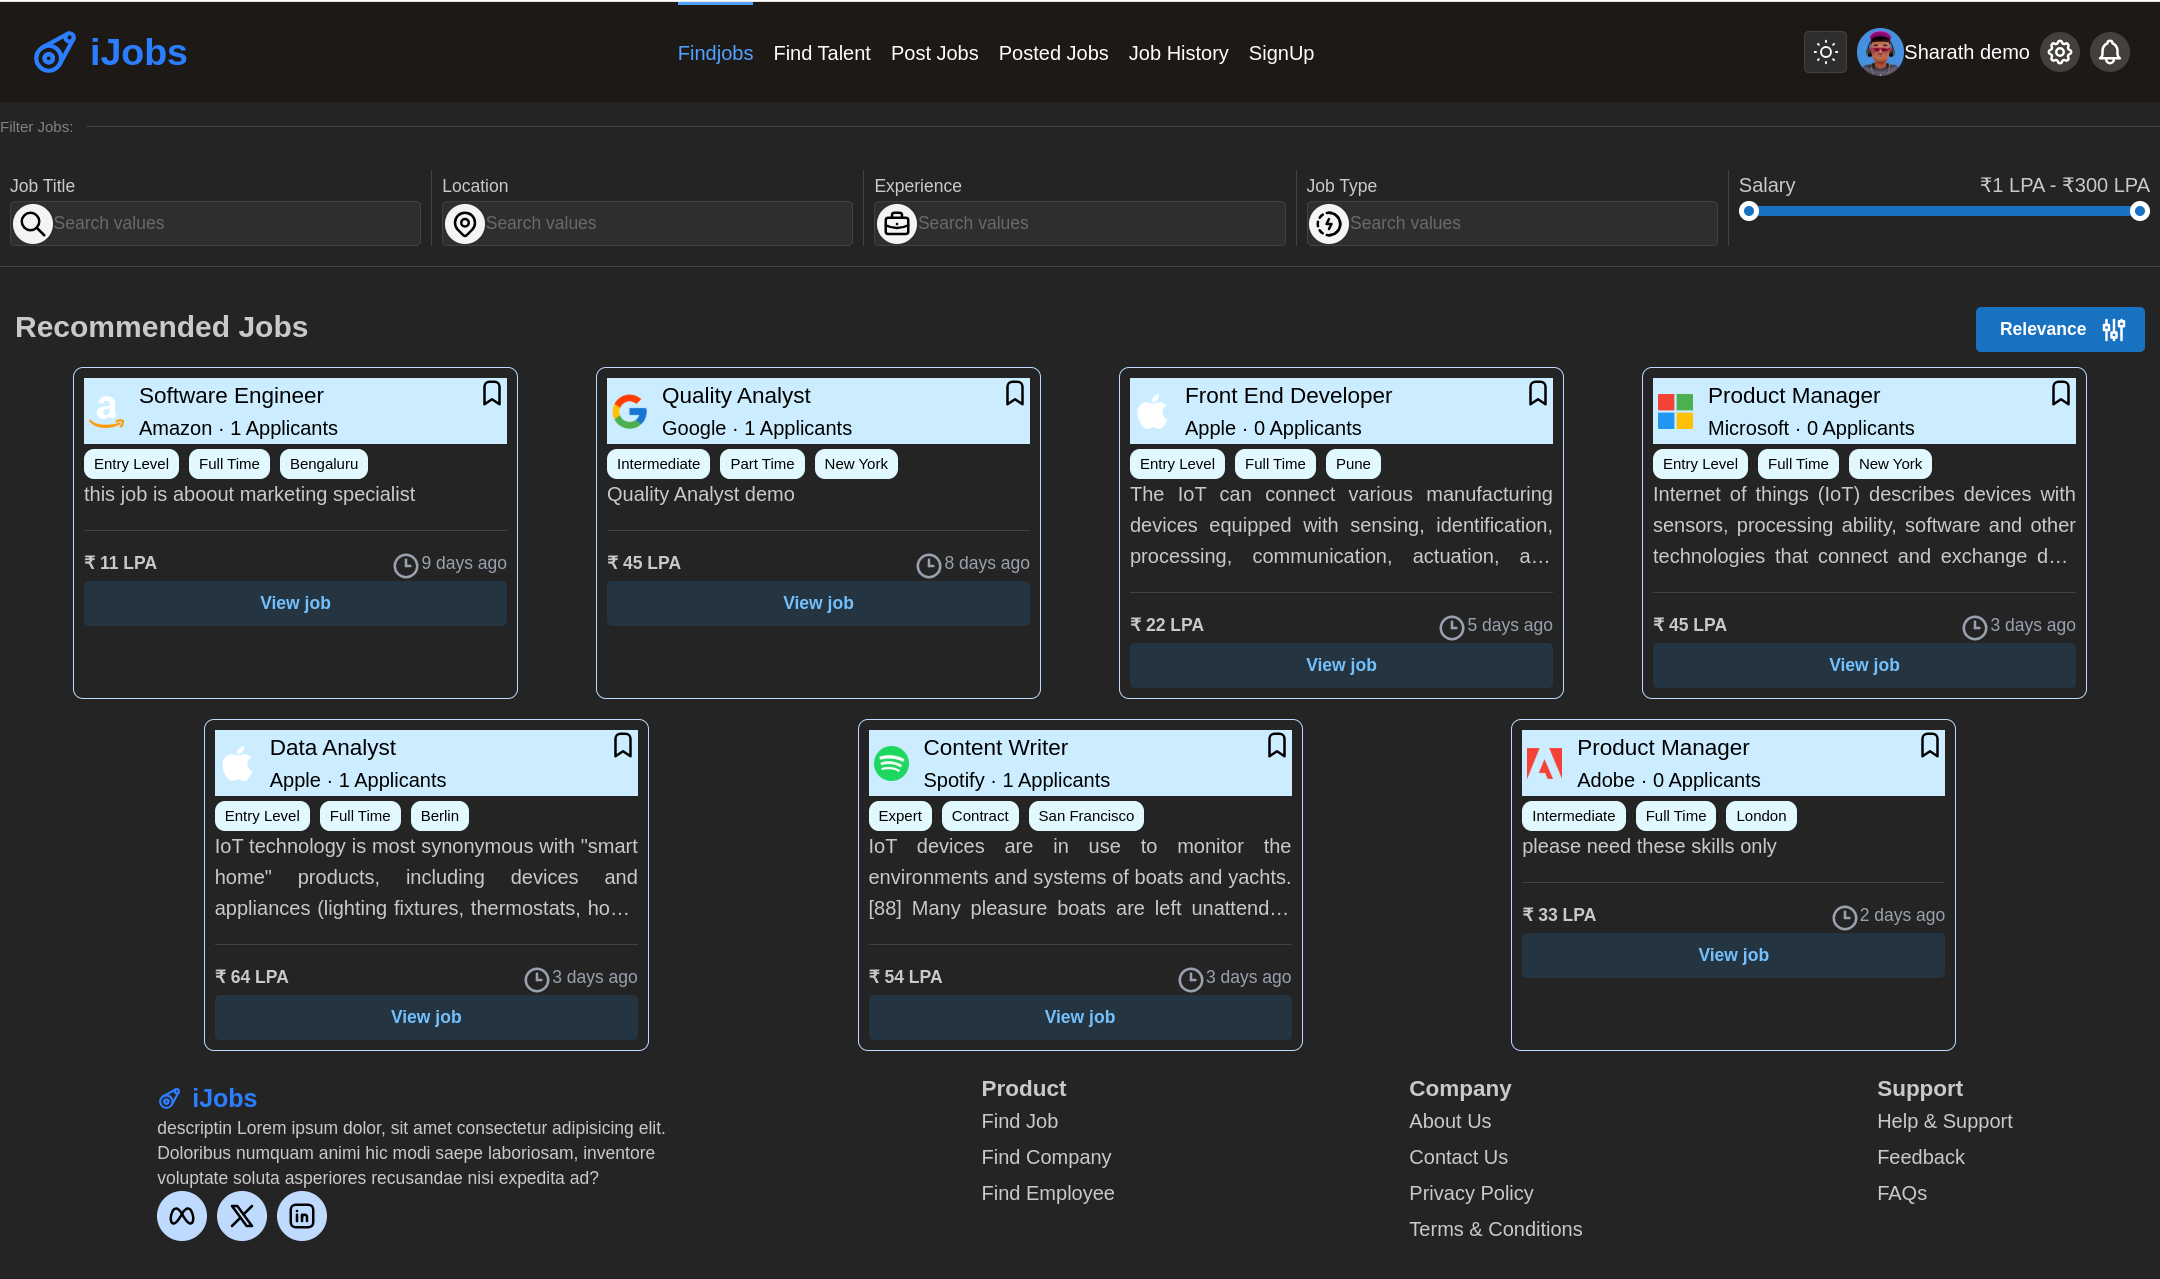 iJobs
Findjobs Find Talent Post Jobs Posted Jobs Job History SignUp
Sharath demo
Filter Jobs:
Job Title
Search values
Location
Search values
Experience
Search values
Job Type
Search values
Salary ₹1 LPA - ₹300 LPA
Recommended Jobs
Relevance
Software Engineer
Amazon · 1 Applicants
Entry Level Full Time Bengaluru
this job is aboout marketing specialist
₹ 11 LPA 9 days ago
View job
Quality Analyst
Google · 1 Applicants
Intermediate Part Time New York
Quality Analyst demo
₹ 45 LPA 8 days ago
View job
Front End Developer
Apple · 0 Applicants
Entry Level Full Time Pune
The IoT can connect various manufacturing
devices equipped with sensing, identification,
processing, communication, actuation, a…
₹ 22 LPA 5 days ago
View job
Product Manager
Microsoft · 0 Applicants
Entry Level Full Time New York
Internet of things (IoT) describes devices with
sensors, processing ability, software and other
technologies that connect and exchange d…
₹ 45 LPA 3 days ago
View job
Data Analyst
Apple · 1 Applicants
Entry Level Full Time Berlin
IoT technology is most synonymous with "smart
home" products, including devices and
appliances (lighting fixtures, thermostats, ho…
₹ 64 LPA 3 days ago
View job
Content Writer
Spotify · 1 Applicants
Expert Contract San Francisco
IoT devices are in use to monitor the
environments and systems of boats and yachts.
[88] Many pleasure boats are left unattend…
₹ 54 LPA 3 days ago
View job
Product Manager
Adobe · 0 Applicants
Intermediate Full Time London
please need these skills only
₹ 33 LPA 2 days ago
View job
iJobs
descriptin Lorem ipsum dolor, sit amet consectetur adipisicing elit.
Doloribus numquam animi hic modi saepe laboriosam, inventore
voluptate soluta asperiores recusandae nisi expedita ad?
Product
Find Job
Find Company
Find Employee
Company
About Us
Contact Us
Privacy Policy
Terms & Conditions
Support
Help & Support
Feedback
FAQs